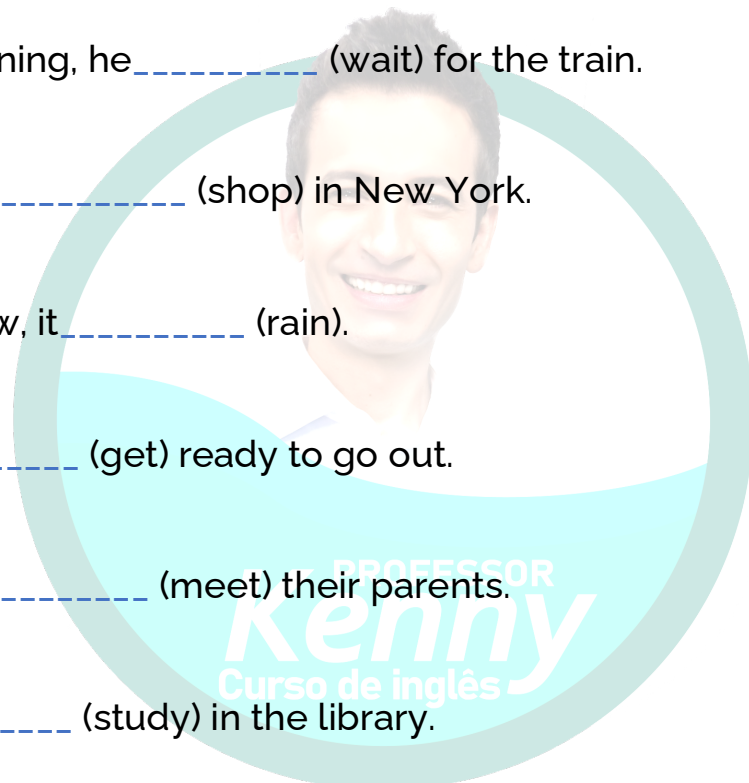 ning, he__________ (wait) for the train.
__________ (shop) in New York.
w, it__________ (rain).
_____ (get) ready to go out.
________ (meet) their parents.
PROFESSOR
Kenny
Curso de inglês
____ (study) in the library.